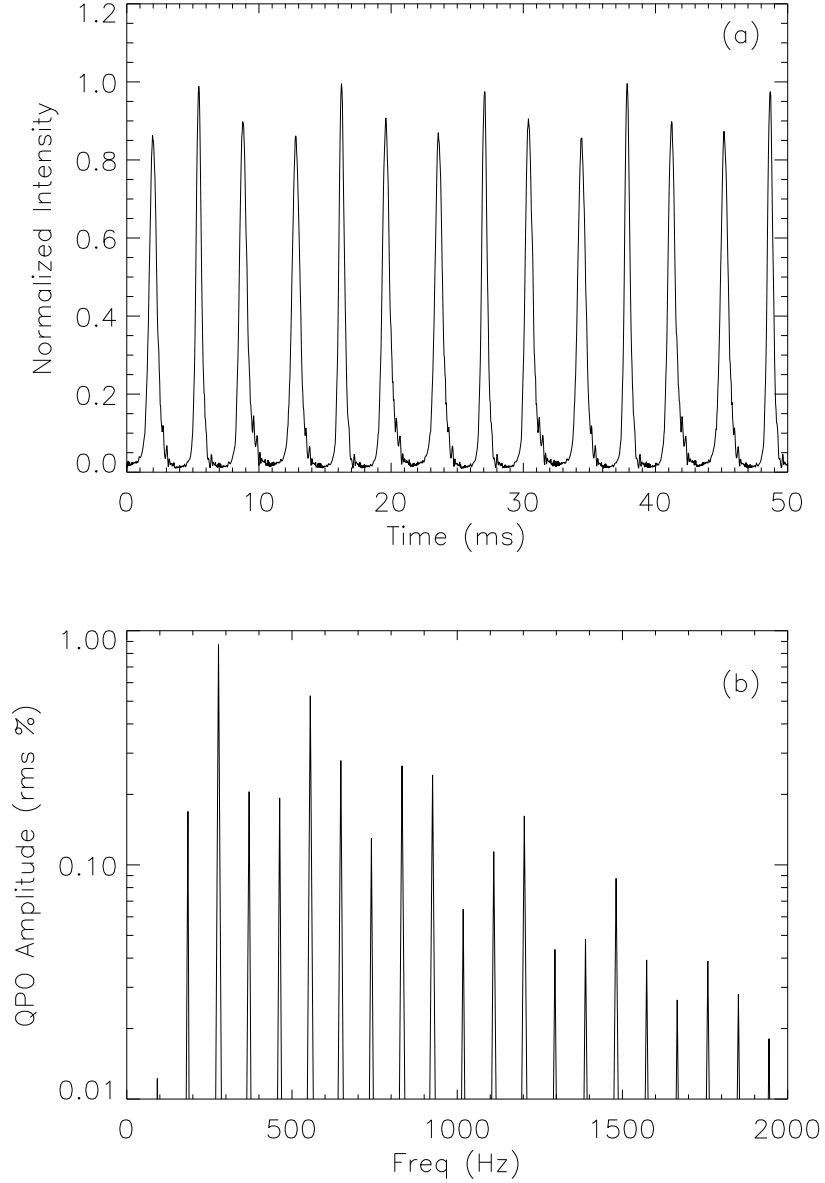 1.2
(a)
1.0
0.8
0.6
0.4
0.2
0.0
Normalized Intensity
0 10 20 30 40 50
Time (ms)
1.00
(b)
0.10
0.01
QPO Amplitude (rms %)
0 500 1000 1500 2000
Freq (Hz)